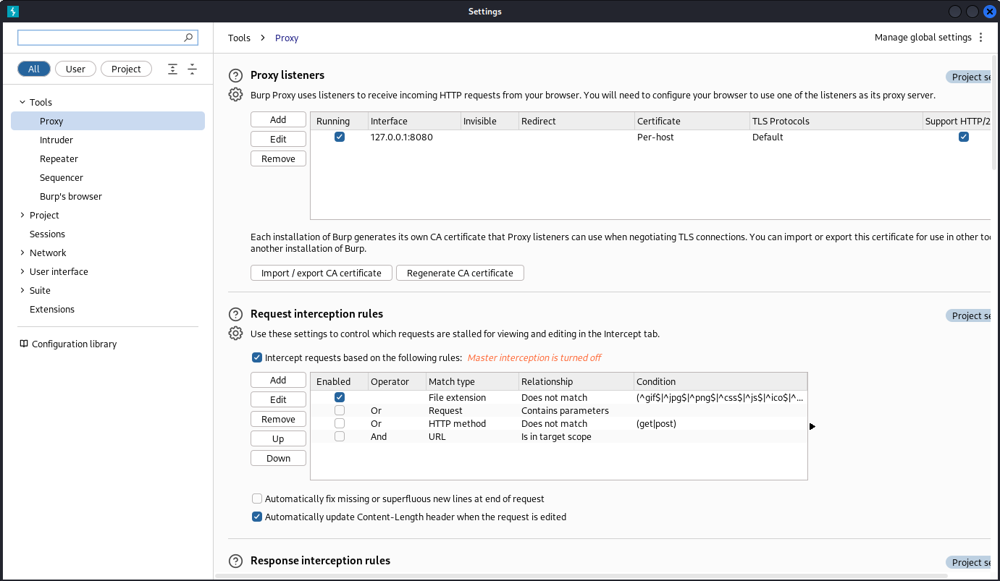 Settings
Tools
Proxy
Manage global settings
All
User
Project
Tools
Proxy
Intruder
Repeater
Sequencer
Burp's browser
Project
Sessions
Network
User interface
Suite
Extensions
Configuration library
Proxy listeners
Project se
Burp Proxy uses listeners to receive incoming HTTP requests from your browser. You will need to configure your browser to use one of the listeners as its proxy server.
Add
Edit
Remove
Running Interface Invisible Redirect Certificate TLS Protocols Support HTTP/2
127.0.0.1:8080 Per-host Default
Each installation of Burp generates its own CA certificate that Proxy listeners can use when negotiating TLS connections. You can import or export this certificate for use in other too
another installation of Burp.
Import / export CA certificate
Regenerate CA certificate
Request interception rules
Project se
Use these settings to control which requests are stalled for viewing and editing in the Intercept tab.
Intercept requests based on the following rules: Master interception is turned off
Add
Edit
Remove
Up
Down
Enabled Operator Match type Relationship Condition
File extension Does not match (^gif$|^jpg$|^png$|^css$|^js$|^ico$|^...
Or Request Contains parameters
Or HTTP method Does not match (get|post)
And URL Is in target scope
Automatically fix missing or superfluous new lines at end of request
Automatically update Content-Length header when the request is edited
Response interception rules
Project se